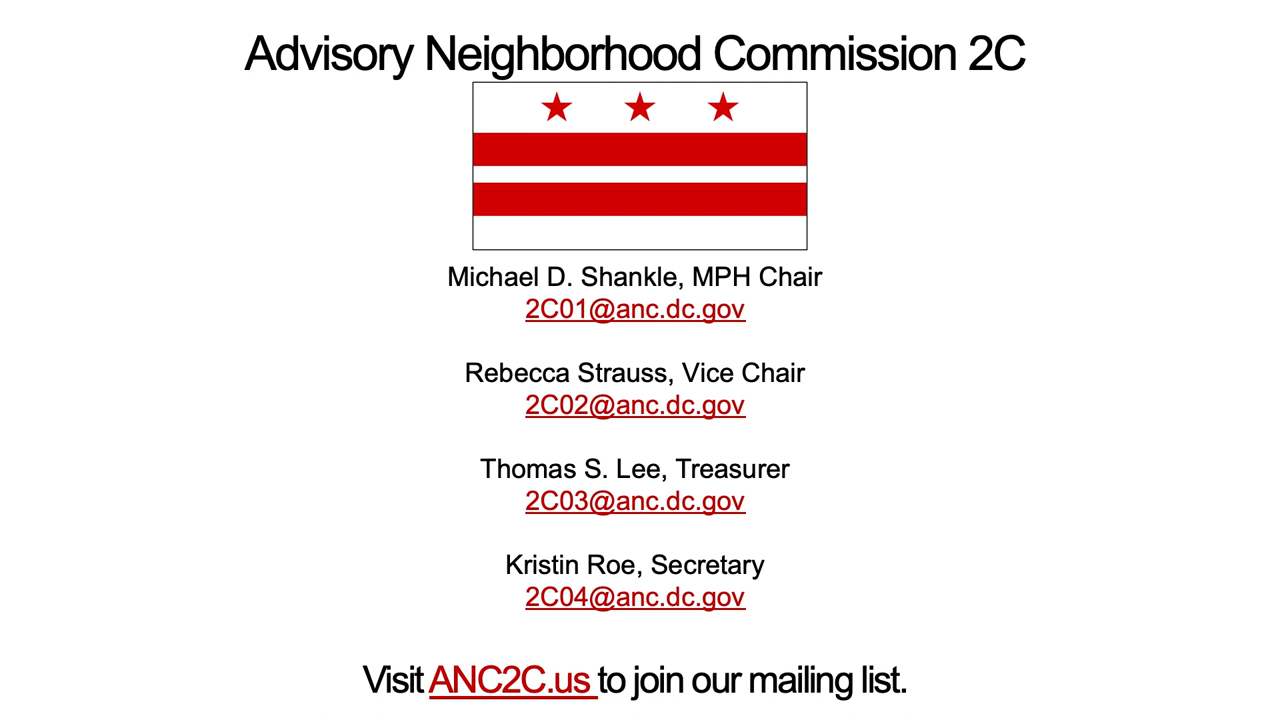 Advisory Neighborhood Commission 2C
Michael D. Shankle, MPH Chair
2C01@anc.dc.gov
Rebecca Strauss, Vice Chair
2C02@anc.dc.gov
Thomas S. Lee, Treasurer
2C03@anc.dc.gov
Kristin Roe, Secretary
2C04@anc.dc.gov
Visit ANC2C.us to join our mailing list.